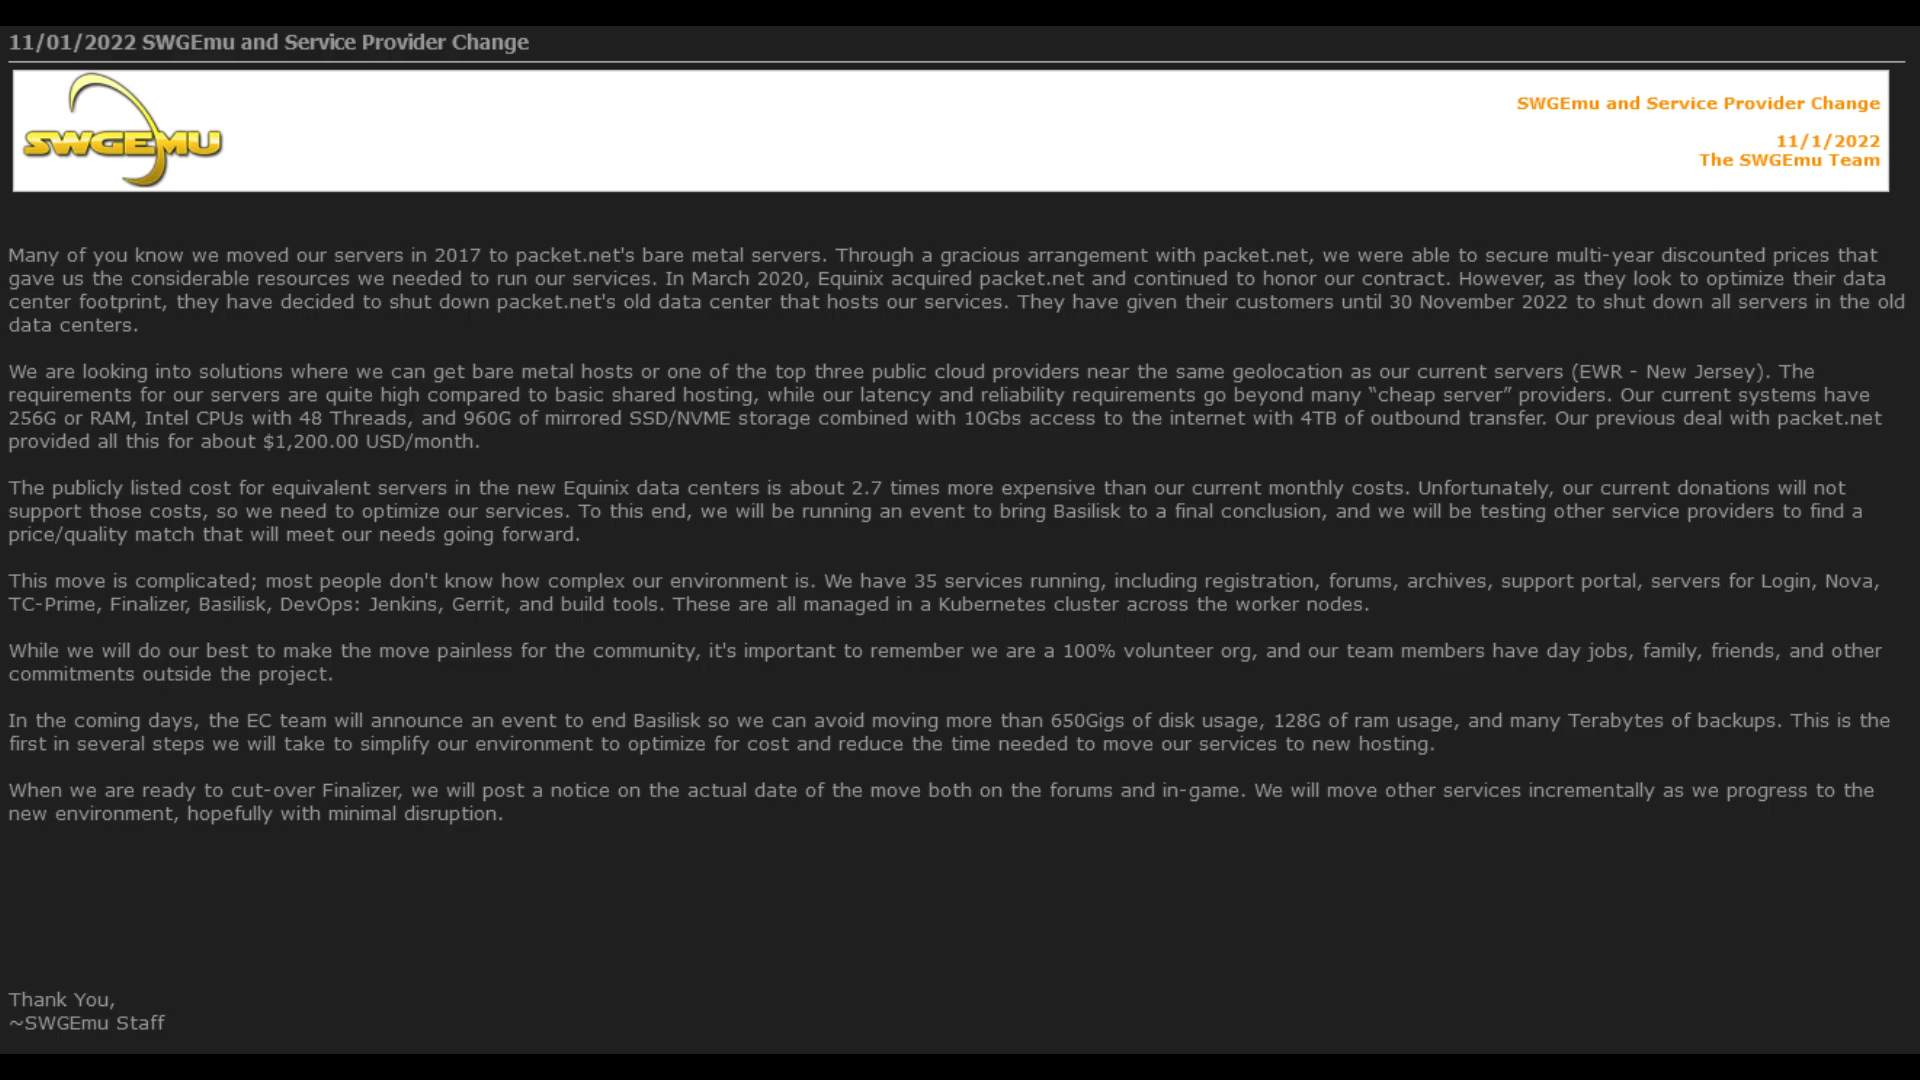 11/01/2022 SWGEmu and Service Provider Change
SWGEMU
SWGEmu and Service Provider Change
11/1/2022
The SWGEmu Team
Many of you know we moved our servers in 2017 to packet.net's bare metal servers. Through a gracious arrangement with packet.net, we were able to secure multi-year discounted prices that
gave us the considerable resources we needed to run our services. In March 2020, Equinix acquired packet.net and continued to honor our contract. However, as they look to optimize their data
center footprint, they have decided to shut down packet.net's old data center that hosts our services. They have given their customers until 30 November 2022 to shut down all servers in the old
data centers.
We are looking into solutions where we can get bare metal hosts or one of the top three public cloud providers near the same geolocation as our current servers (EWR - New Jersey). The
requirements for our servers are quite high compared to basic shared hosting, while our latency and reliability requirements go beyond many “cheap server” providers. Our current systems have
256G or RAM, Intel CPUs with 48 Threads, and 960G of mirrored SSD/NVME storage combined with 10Gbs access to the internet with 4TB of outbound transfer. Our previous deal with packet.net
provided all this for about $1,200.00 USD/month.
The publicly listed cost for equivalent servers in the new Equinix data centers is about 2.7 times more expensive than our current monthly costs. Unfortunately, our current donations will not
support those costs, so we need to optimize our services. To this end, we will be running an event to bring Basilisk to a final conclusion, and we will be testing other service providers to find a
price/quality match that will meet our needs going forward.
This move is complicated; most people don't know how complex our environment is. We have 35 services running, including registration, forums, archives, support portal, servers for Login, Nova,
TC-Prime, Finalizer, Basilisk, DevOps: Jenkins, Gerrit, and build tools. These are all managed in a Kubernetes cluster across the worker nodes.
While we will do our best to make the move painless for the community, it's important to remember we are a 100% volunteer org, and our team members have day jobs, family, friends, and other
commitments outside the project.
In the coming days, the EC team will announce an event to end Basilisk so we can avoid moving more than 650Gigs of disk usage, 128G of ram usage, and many Terabytes of backups. This is the
first in several steps we will take to simplify our environment to optimize for cost and reduce the time needed to move our services to new hosting.
When we are ready to cut-over Finalizer, we will post a notice on the actual date of the move both on the forums and in-game. We will move other services incrementally as we progress to the
new environment, hopefully with minimal disruption.
Thank You,
~SWGEmu Staff